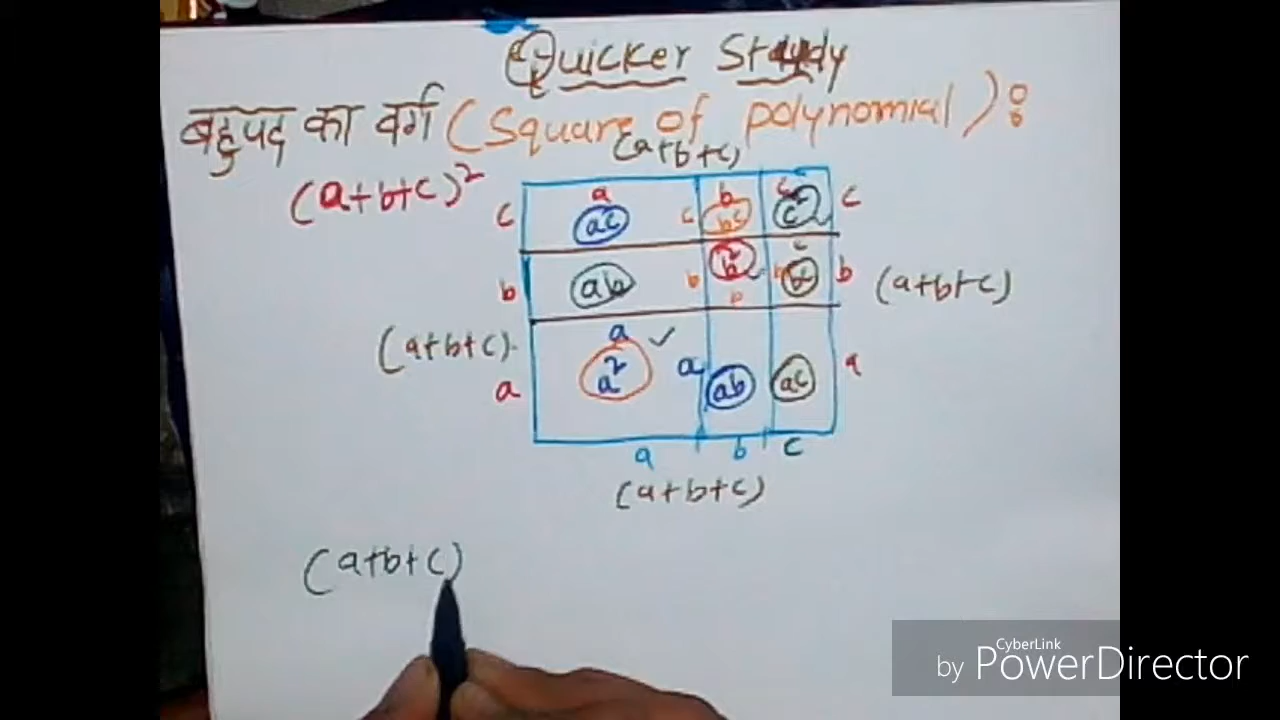 Quicker Study
बहुपद का वर्ग (Square of polynomial) :
(a+b+c)
(a+b+c)²
a b c
c ac c bc c² c
c
b ab b b² b bc b
b
(a+b+c)
(a+b+c)
a
a a² a ab ac a
a b c
(a+b+c)
(a+b+c)
CyberLink
by PowerDirector